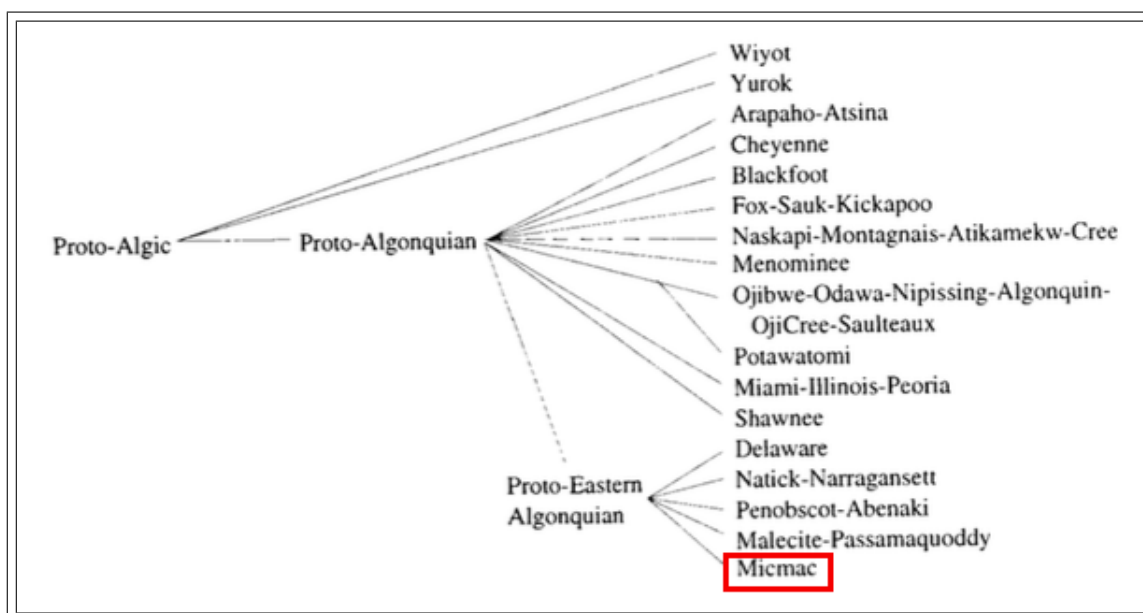 Wiyot
Yurok
Arapaho-Atsina
Cheyenne
Blackfoot
Fox-Sauk-Kickapoo
Proto-Algic
Proto-Algonquian
Naskapi-Montagnais-Atikamekw-Cree
Menominee
Ojibwe-Odawa-Nipissing-Algonquin-
OjiCree-Saulteaux
Potawatomi
Miami-Illinois-Peoria
Shawnee
Delaware
Proto-Eastern
Algonquian
Natick-Narragansett
Penobscot-Abenaki
Malecite-Passamaquoddy
Micmac